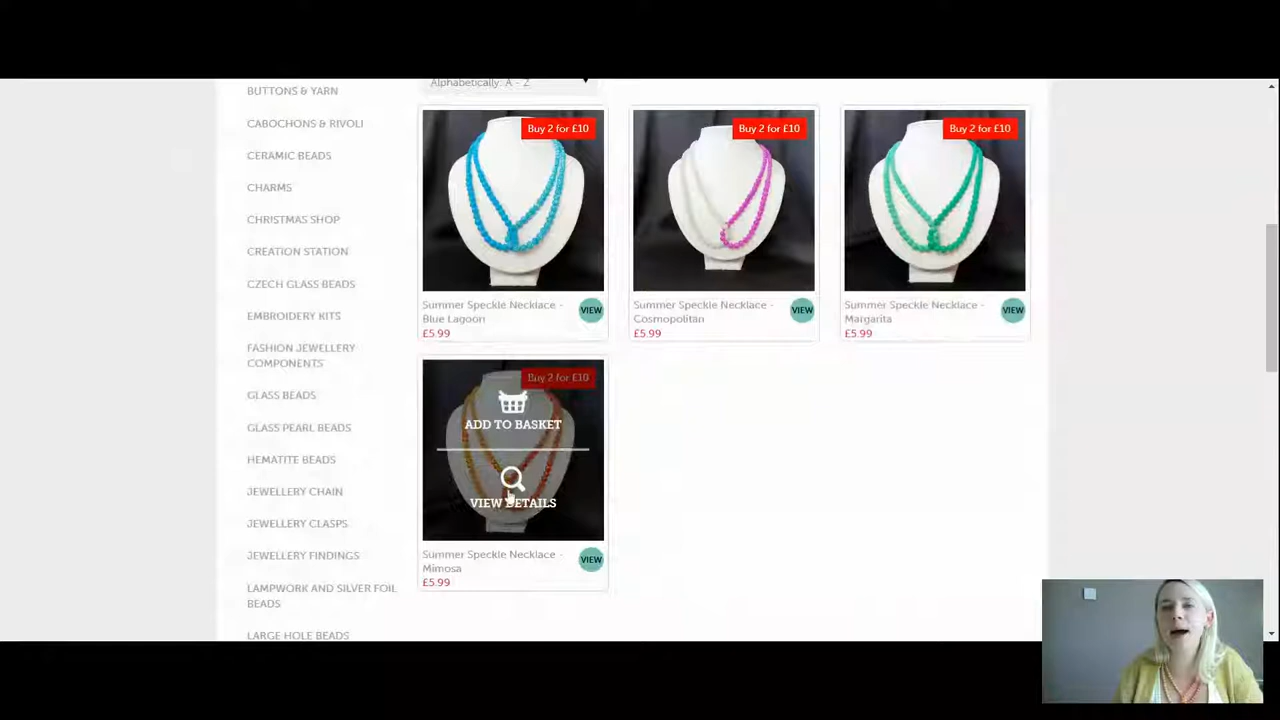 Alphabetically: A - Z
BUTTONS & YARN
CABOCHONS & RIVOLI
CERAMIC BEADS
CHARMS
CHRISTMAS SHOP
CREATION STATION
CZECH GLASS BEADS
EMBROIDERY KITS
FASHION JEWELLERY
COMPONENTS
GLASS BEADS
GLASS PEARL BEADS
HEMATITE BEADS
JEWELLERY CHAIN
JEWELLERY CLASPS
JEWELLERY FINDINGS
LAMPWORK AND SILVER FOIL
BEADS
LARGE HOLE BEADS
Buy 2 for £10
Summer Speckle Necklace -
Blue Lagoon
£5.99
VIEW
Buy 2 for £10
Summer Speckle Necklace -
Cosmopolitan
£5.99
VIEW
Buy 2 for £10
Summer Speckle Necklace -
Margarita
£5.99
VIEW
Buy 2 for £10
ADD TO BASKET
VIEW DETAILS
Summer Speckle Necklace -
Mimosa
£5.99
VIEW